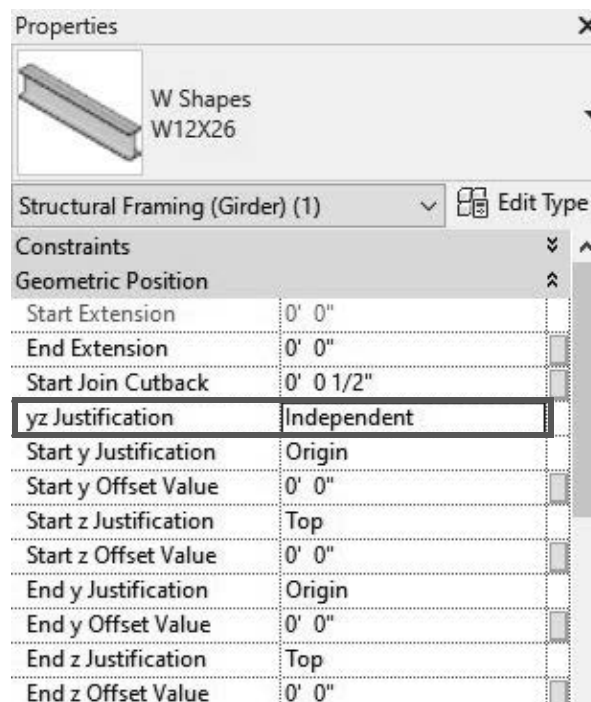 Properties
W Shapes
W12X26
Structural Framing (Girder) (1)
Edit Type
Constraints
Geometric Position
Start Extension 0' 0"
End Extension 0' 0"
Start Join Cutback 0' 0 1/2"
yz Justification Independent
Start y Justification Origin
Start y Offset Value 0' 0"
Start z Justification Top
Start z Offset Value 0' 0"
End y Justification Origin
End y Offset Value 0' 0"
End z Justification Top
End z Offset Value 0' 0"